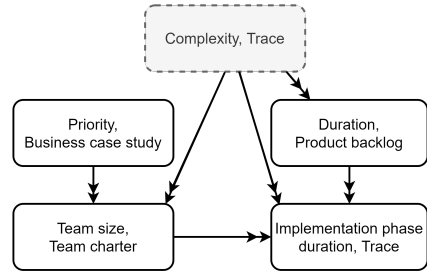 Complexity, Trace
Priority,
Business case study
Duration,
Product backlog
Team size,
Team charter
Implementation phase
duration, Trace